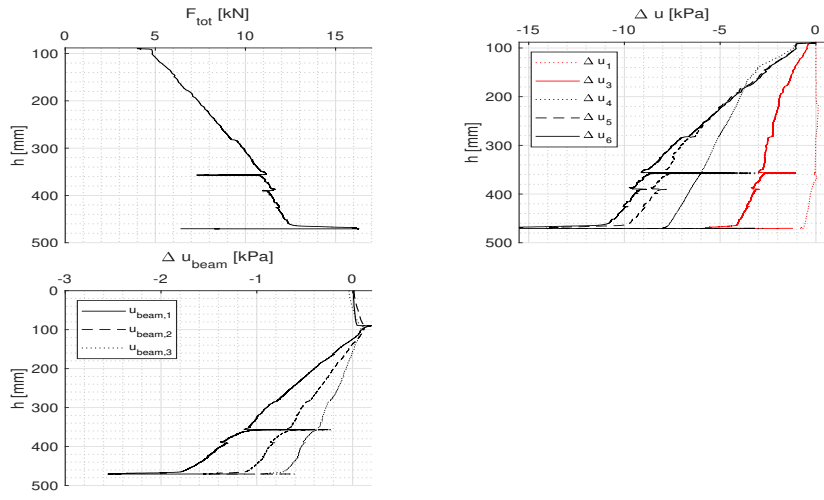 F_tot [kN]
0 5 10 15
h [mm]
100
200
300
400
500
Δ u [kPa]
-15 -10 -5 0
h [mm]
100
200
300
400
500
Δ u_1
Δ u_3
Δ u_4
Δ u_5
Δ u_6
Δ u_beam [kPa]
-3 -2 -1 0
h [mm]
0
100
200
300
400
500
u_beam,1
u_beam,2
u_beam,3